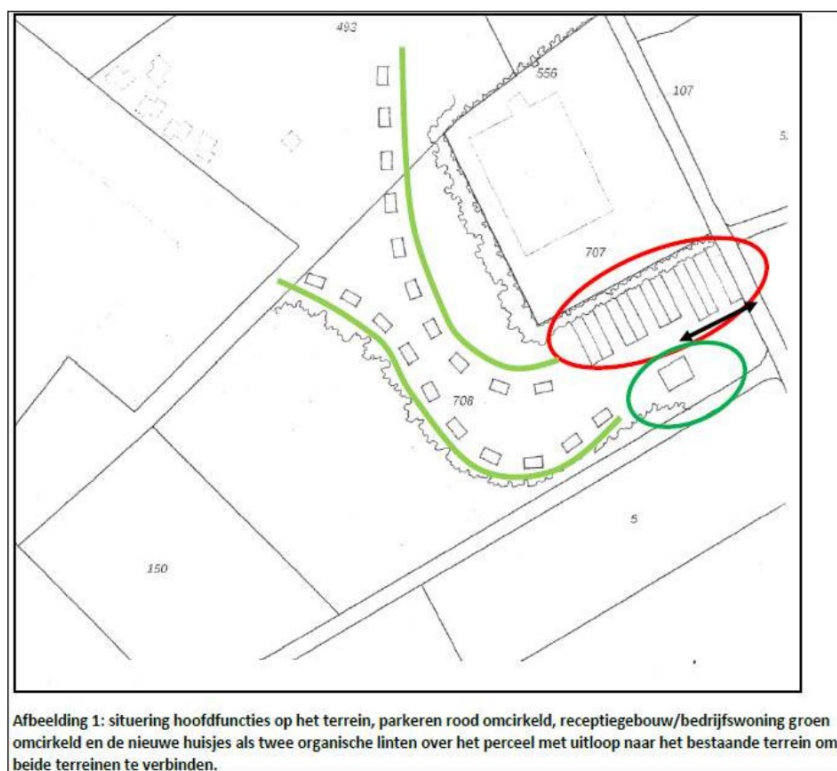 493
556
107
5.
707
708
5
150
Afbeelding 1: situering hoofdfuncties op het terrein, parkeren rood omcirkeld, receptiegebouw/bedrijfswoning groen
omcirkeld en de nieuwe huisjes als twee organische linten over het perceel met uitloop naar het bestaande terrein om
beide terreinen te verbinden.